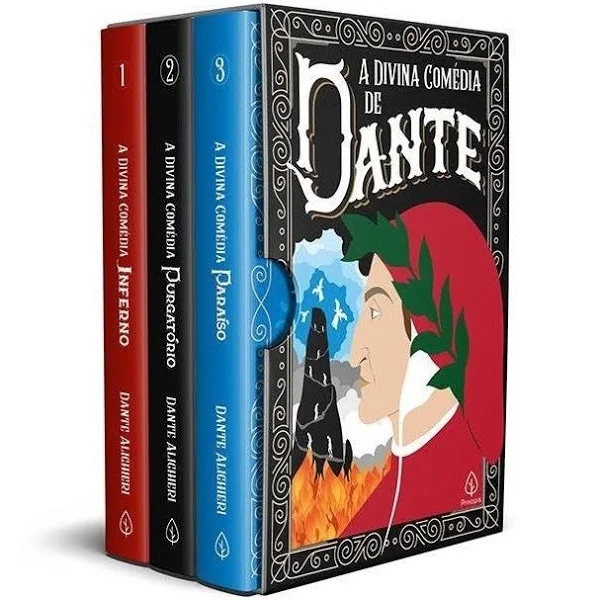 1
A DIVINA COMÉDIA INFERNO
DANTE ALIGHIERI
2
A DIVINA COMÉDIA PURGATÓRIO
DANTE ALIGHIERI
3
A DIVINA COMÉDIA PARAÍSO
DANTE ALIGHIERI
A DIVINA COMÉDIA
DE
DANTE
Principis